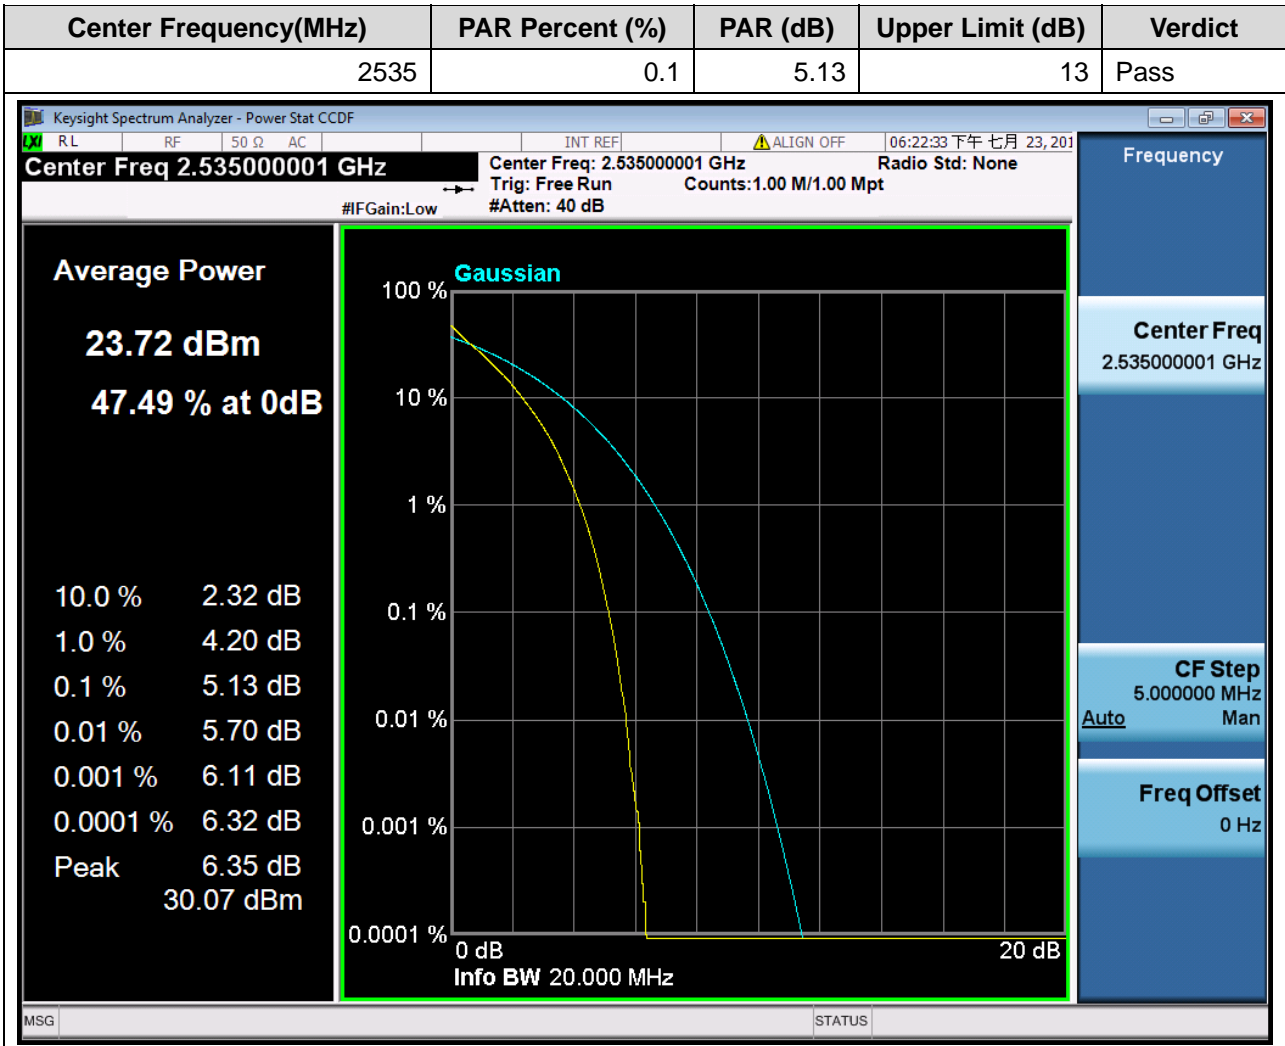 Center Frequency(MHz) PAR Percent (%) PAR (dB) Upper Limit (dB) Verdict
2535 0.1 5.13 13 Pass
Keysight Spectrum Analyzer - Power Stat CCDF
LXI RL RF 50 Ω AC INT REF ALIGN OFF 06:22:33 下午 七月 23, 201
Center Freq 2.535000001 GHz
Center Freq: 2.535000001 GHz Radio Std: None
Trig: Free Run Counts:1.00 M/1.00 Mpt
#IFGain:Low #Atten: 40 dB
Frequency
Average Power
23.72 dBm
47.49 % at 0dB
10.0 % 2.32 dB
1.0 % 4.20 dB
0.1 % 5.13 dB
0.01 % 5.70 dB
0.001 % 6.11 dB
0.0001 % 6.32 dB
Peak 6.35 dB
30.07 dBm
Gaussian
100 %
10 %
1 %
0.1 %
0.01 %
0.001 %
0.0001 %
0 dB 20 dB
Info BW 20.000 MHz
Center Freq
2.535000001 GHz
CF Step
5.000000 MHz
Auto Man
Freq Offset
0 Hz
MSG STATUS